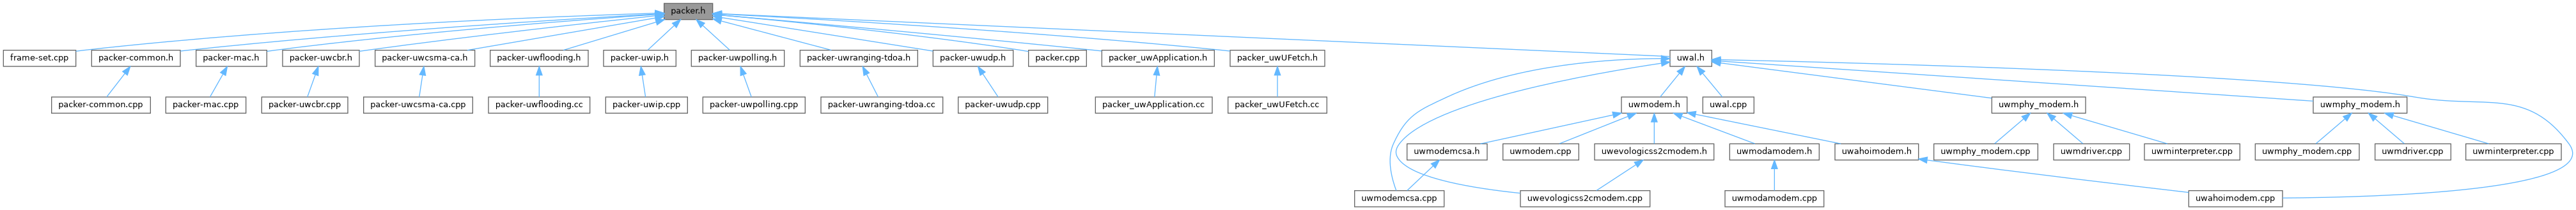 packer.h
frame-set.cpp
packer-common.h
packer-mac.h
packer-uwcbr.h
packer-uwcsma-ca.h
packer-uwflooding.h
packer-uwip.h
packer-uwpolling.h
packer-uwranging-tdoa.h
packer-uwudp.h
packer.cpp
packer_uwApplication.h
packer_uwUFetch.h
uwal.h
packer-common.cpp
packer-mac.cpp
packer-uwcbr.cpp
packer-uwcsma-ca.cpp
packer-uwflooding.cc
packer-uwip.cpp
packer-uwpolling.cpp
packer-uwranging-tdoa.cc
packer-uwudp.cpp
packer_uwApplication.cc
packer_uwUFetch.cc
uwmodem.h
uwal.cpp
uwmphy_modem.h
uwmphy_modem.h
uwmodemcsa.h
uwmodem.cpp
uwevologicss2cmodem.h
uwmodamodem.h
uwahoimodem.h
uwmphy_modem.cpp
uwmdriver.cpp
uwminterpreter.cpp
uwmphy_modem.cpp
uwmdriver.cpp
uwminterpreter.cpp
uwmodemcsa.cpp
uwevologicss2cmodem.cpp
uwmodamodem.cpp
uwahoimodem.cpp